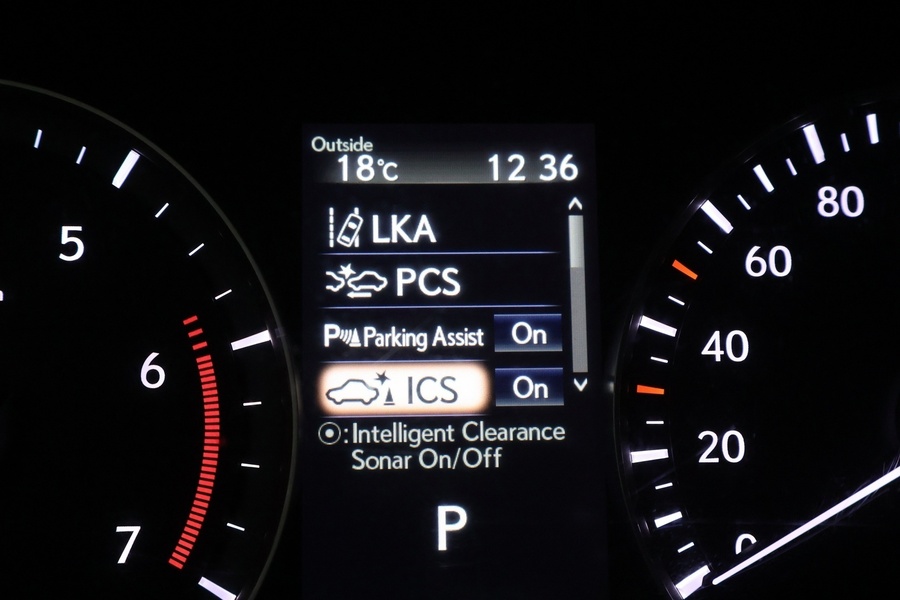 Outside
18°C 12 36
LKA
PCS
P Parking Assist On
ICS On
: Intelligent Clearance
Sonar On/Off
P
5
6
7
80
60
40
20
0